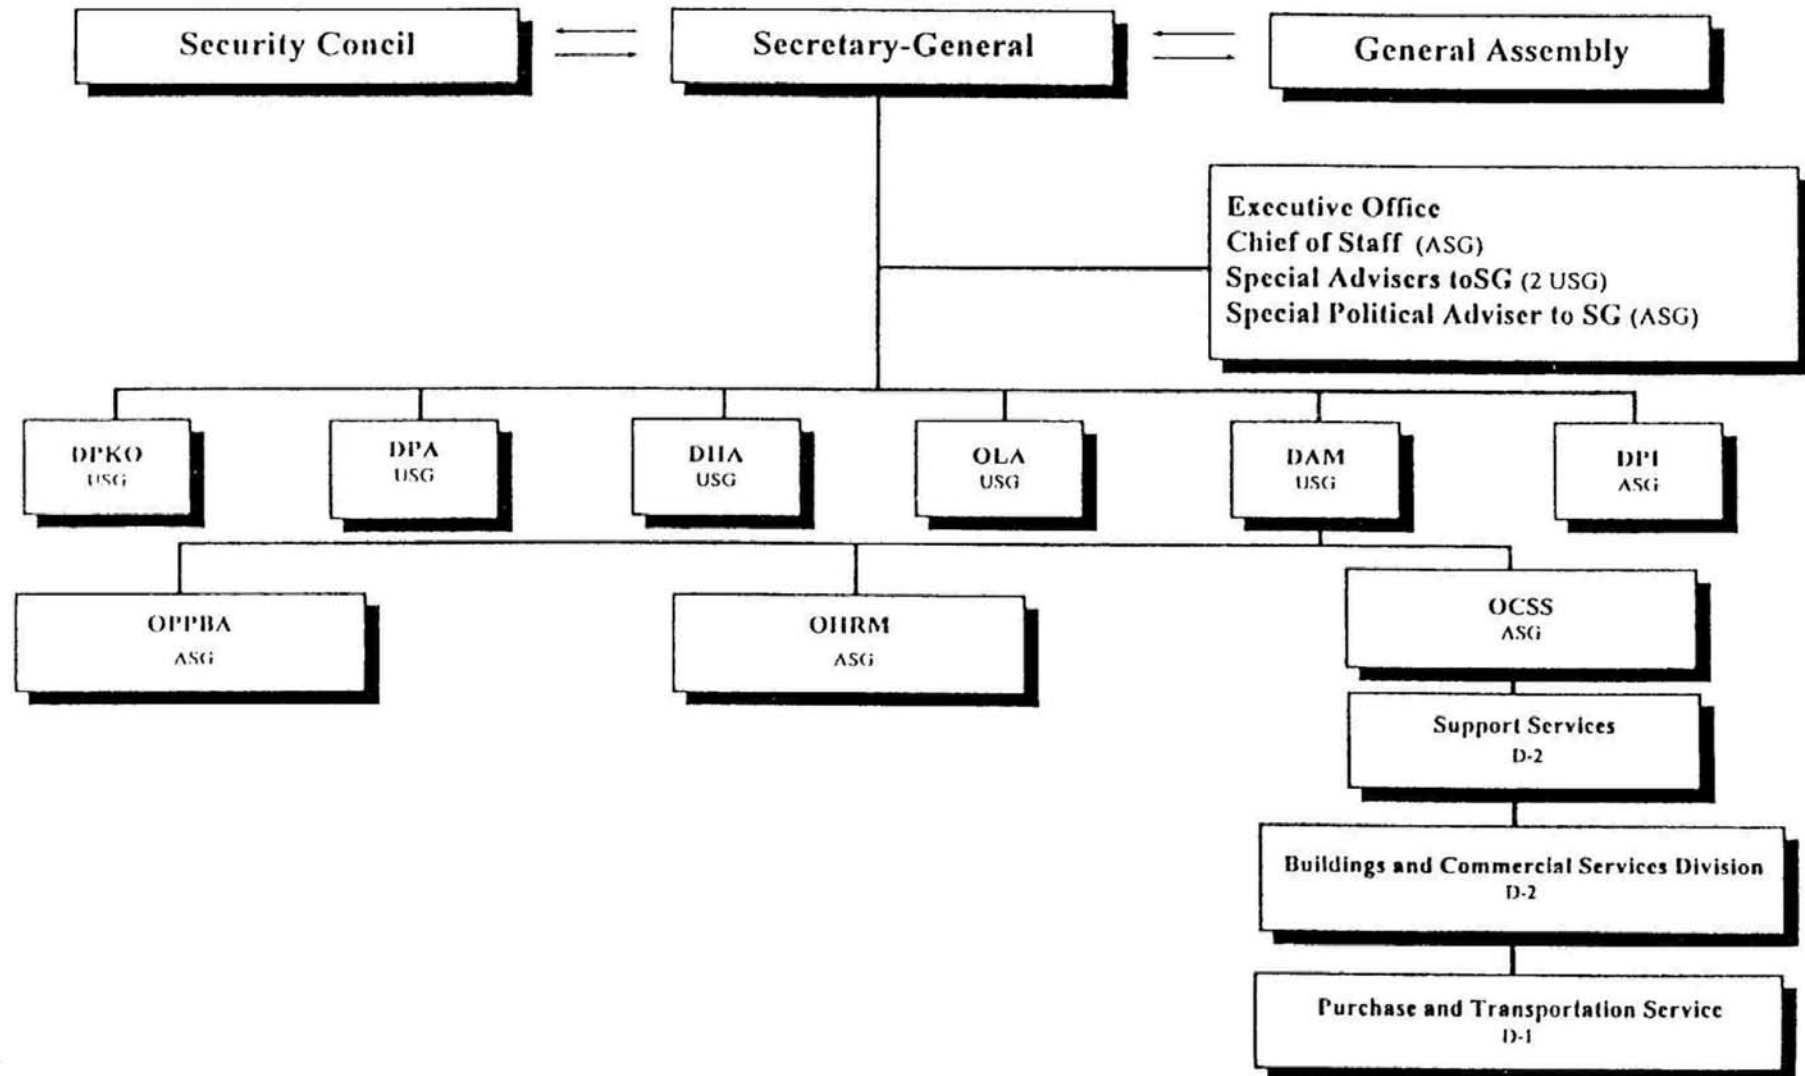 Security Concil
Secretary-General
General Assembly
Executive Office
Chief of Staff (ASG)
Special Advisers toSG (2 USG)
Special Political Adviser to SG (ASG)
DPKO
USG
DPA
USG
DHA
USG
OLA
USG
DAM
USG
DPI
ASG
OPPBA
ASG
OHRM
ASG
OCSS
ASG
Support Services
D-2
Buildings and Commercial Services Division
D-2
Purchase and Transportation Service
D-1